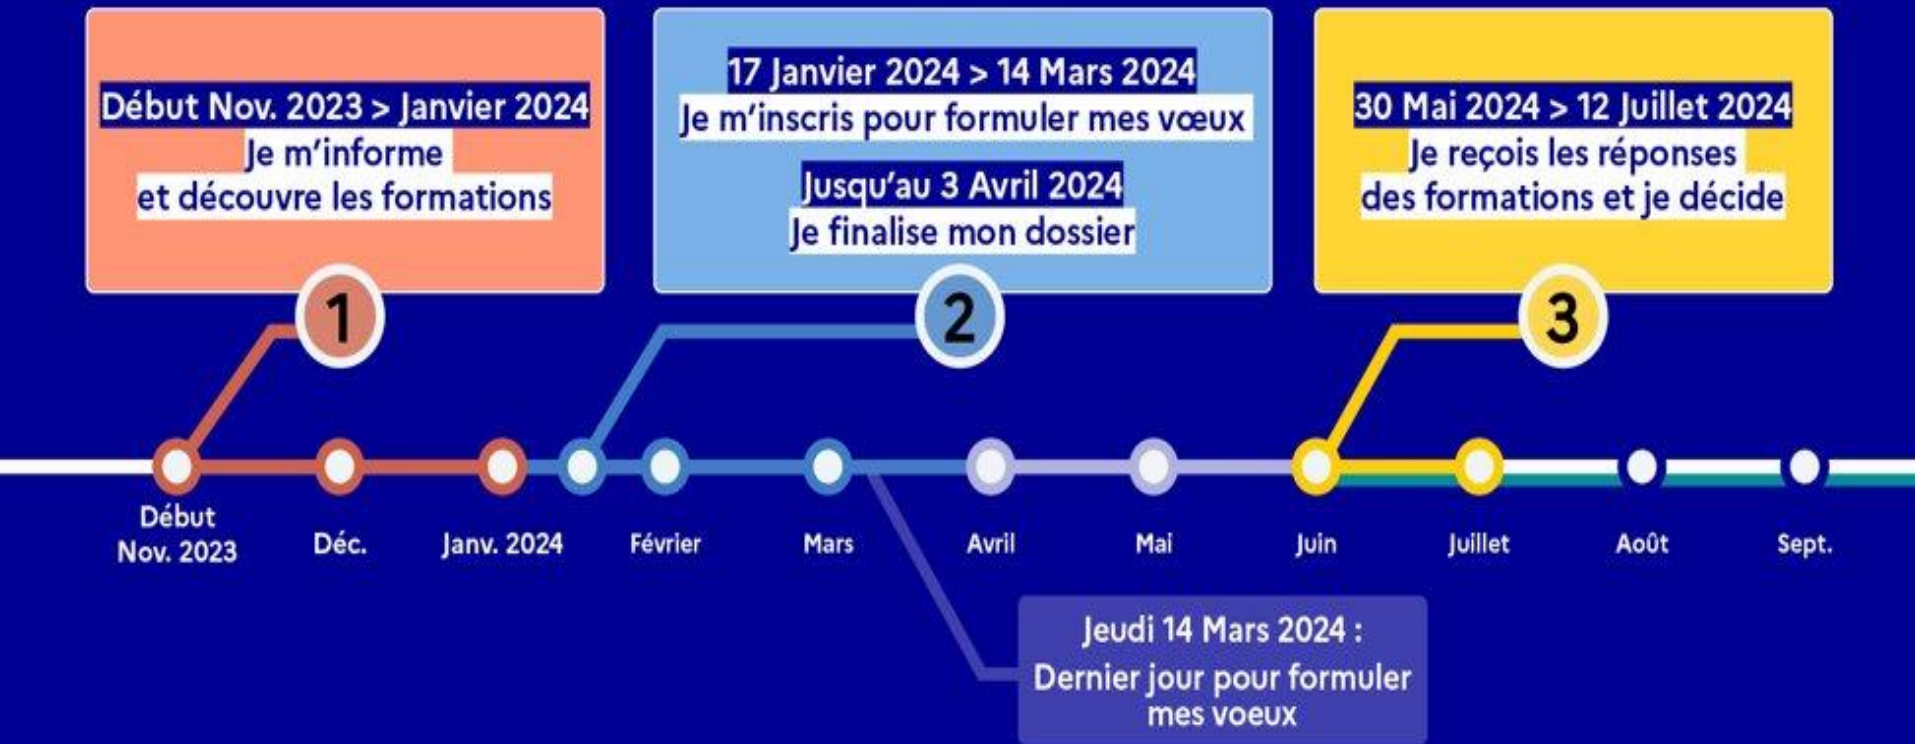 Début Nov. 2023 > Janvier 2024
Je m'informe
et découvre les formations
1
17 Janvier 2024 > 14 Mars 2024
Je m'inscris pour formuler mes vœux
Jusqu'au 3 Avril 2024
Je finalise mon dossier
2
30 Mai 2024 > 12 Juillet 2024
Je reçois les réponses
des formations et je décide
3
Début
Nov. 2023
Déc.
Janv. 2024
Février
Mars
Avril
Mai
Juin
Juillet
Août
Sept.
Jeudi 14 Mars 2024 :
Dernier jour pour formuler
mes voeux